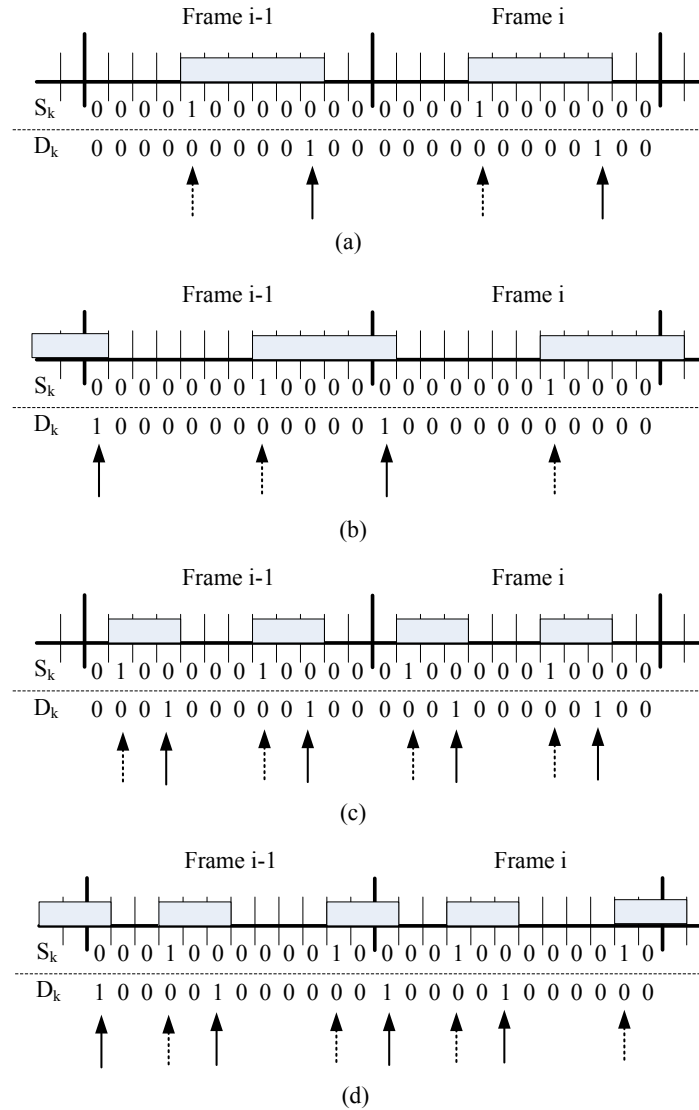 Frame i-1 Frame i
Sk 0 0 0 0 1 0 0 0 0 0 0 0 0 0 0 0 1 0 0 0 0 0 0 0
Dk 0 0 0 0 0 0 0 0 0 1 0 0 0 0 0 0 0 0 0 0 0 1 0 0
(a)
Frame i-1 Frame i
Sk 0 0 0 0 0 0 0 1 0 0 0 0 0 0 0 0 0 0 0 1 0 0 0 0
Dk 1 0 0 0 0 0 0 0 0 0 0 0 1 0 0 0 0 0 0 0 0 0 0 0
(b)
Frame i-1 Frame i
Sk 0 1 0 0 0 0 0 1 0 0 0 0 0 1 0 0 0 0 0 1 0 0 0 0
Dk 0 0 0 1 0 0 0 0 0 1 0 0 0 0 0 1 0 0 0 0 0 1 0 0
(c)
Frame i-1 Frame i
Sk 0 0 0 1 0 0 0 0 0 0 1 0 0 0 0 1 0 0 0 0 0 0 1 0
Dk 1 0 0 0 0 1 0 0 0 0 0 0 1 0 0 0 0 1 0 0 0 0 0 0
(d)